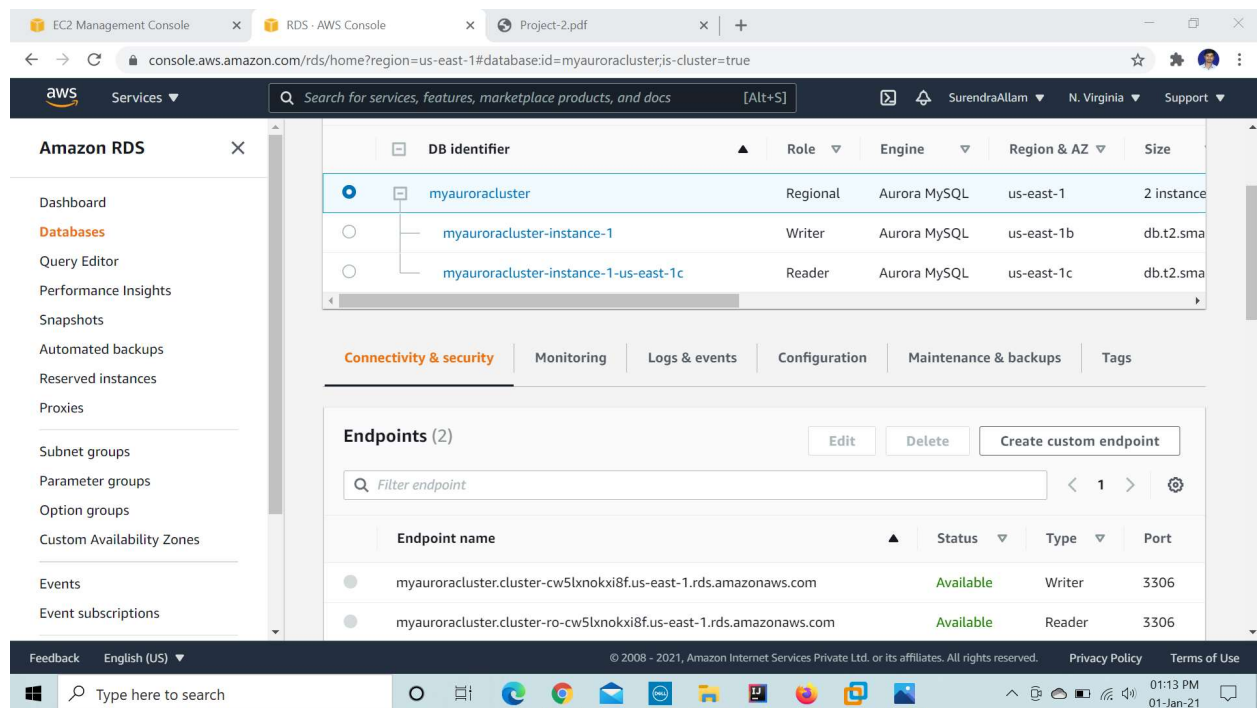 EC2 Management Console
RDS · AWS Console
Project-2.pdf
console.aws.amazon.com/rds/home?region=us-east-1#database:id=myauroracluster;is-cluster=true
aws Services ▼ Search for services, features, marketplace products, and docs [Alt+S] SurendraAllam ▼ N. Virginia ▼ Support ▼
Amazon RDS
Dashboard
Databases
Query Editor
Performance Insights
Snapshots
Automated backups
Reserved instances
Proxies
Subnet groups
Parameter groups
Option groups
Custom Availability Zones
Events
Event subscriptions
DB identifier Role Engine Region & AZ Size
myauroracluster Regional Aurora MySQL us-east-1 2 instance
myauroracluster-instance-1 Writer Aurora MySQL us-east-1b db.t2.sma
myauroracluster-instance-1-us-east-1c Reader Aurora MySQL us-east-1c db.t2.sma
Connectivity & security Monitoring Logs & events Configuration Maintenance & backups Tags
Endpoints (2) Edit Delete Create custom endpoint
Filter endpoint 1
Endpoint name Status Type Port
myauroracluster.cluster-cw5lxnokxi8f.us-east-1.rds.amazonaws.com Available Writer 3306
myauroracluster.cluster-ro-cw5lxnokxi8f.us-east-1.rds.amazonaws.com Available Reader 3306
Feedback English (US) ▼ © 2008 - 2021, Amazon Internet Services Private Ltd. or its affiliates. All rights reserved. Privacy Policy Terms of Use
Type here to search
DELL
IJ
01:13 PM
01-Jan-21